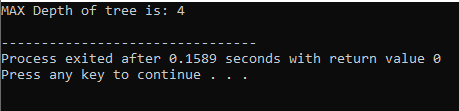 MAX Depth of tree is: 4
--------------------------------
Process exited after 0.1589 seconds with return value 0
Press any key to continue . . .